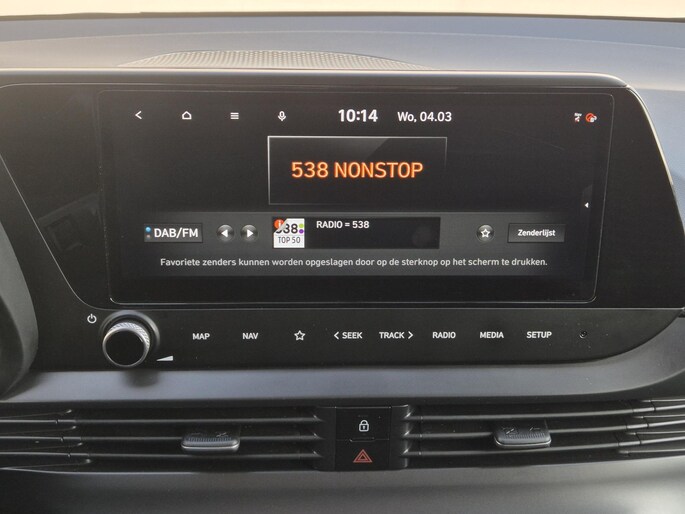 10:14 Wo, 04.03
538 NONSTOP
DAB/FM
538
TOP 50
RADIO = 538
Zenderlijst
Favoriete zenders kunnen worden opgeslagen door op de sterknop op het scherm te drukken.
MAP NAV < SEEK TRACK > RADIO MEDIA SETUP